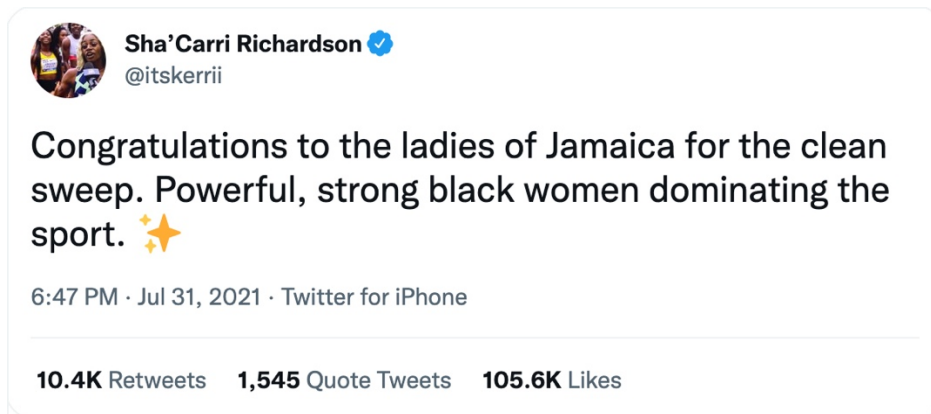 Sha'Carri Richardson
@itskerrii
Congratulations to the ladies of Jamaica for the clean
sweep. Powerful, strong black women dominating the
sport. ✨
6:47 PM · Jul 31, 2021 · Twitter for iPhone
10.4K Retweets 1,545 Quote Tweets 105.6K Likes